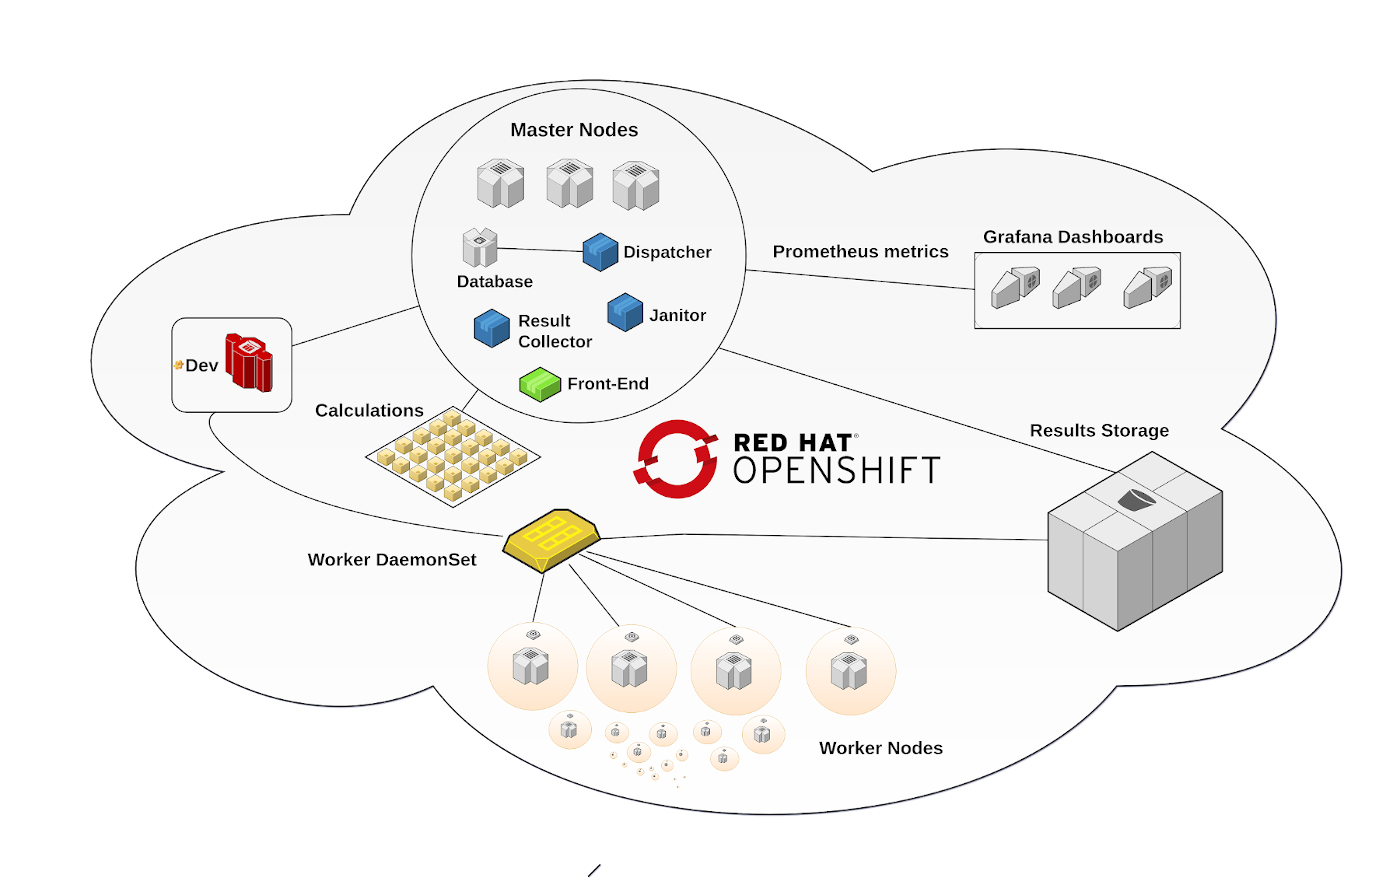 Master Nodes
Database
Dispatcher
Janitor
Result
Collector
Front-End
Prometheus metrics
Grafana Dashboards
Dev
Calculations
RED HAT®
OPENSHIFT
Results Storage
Worker DaemonSet
Worker Nodes